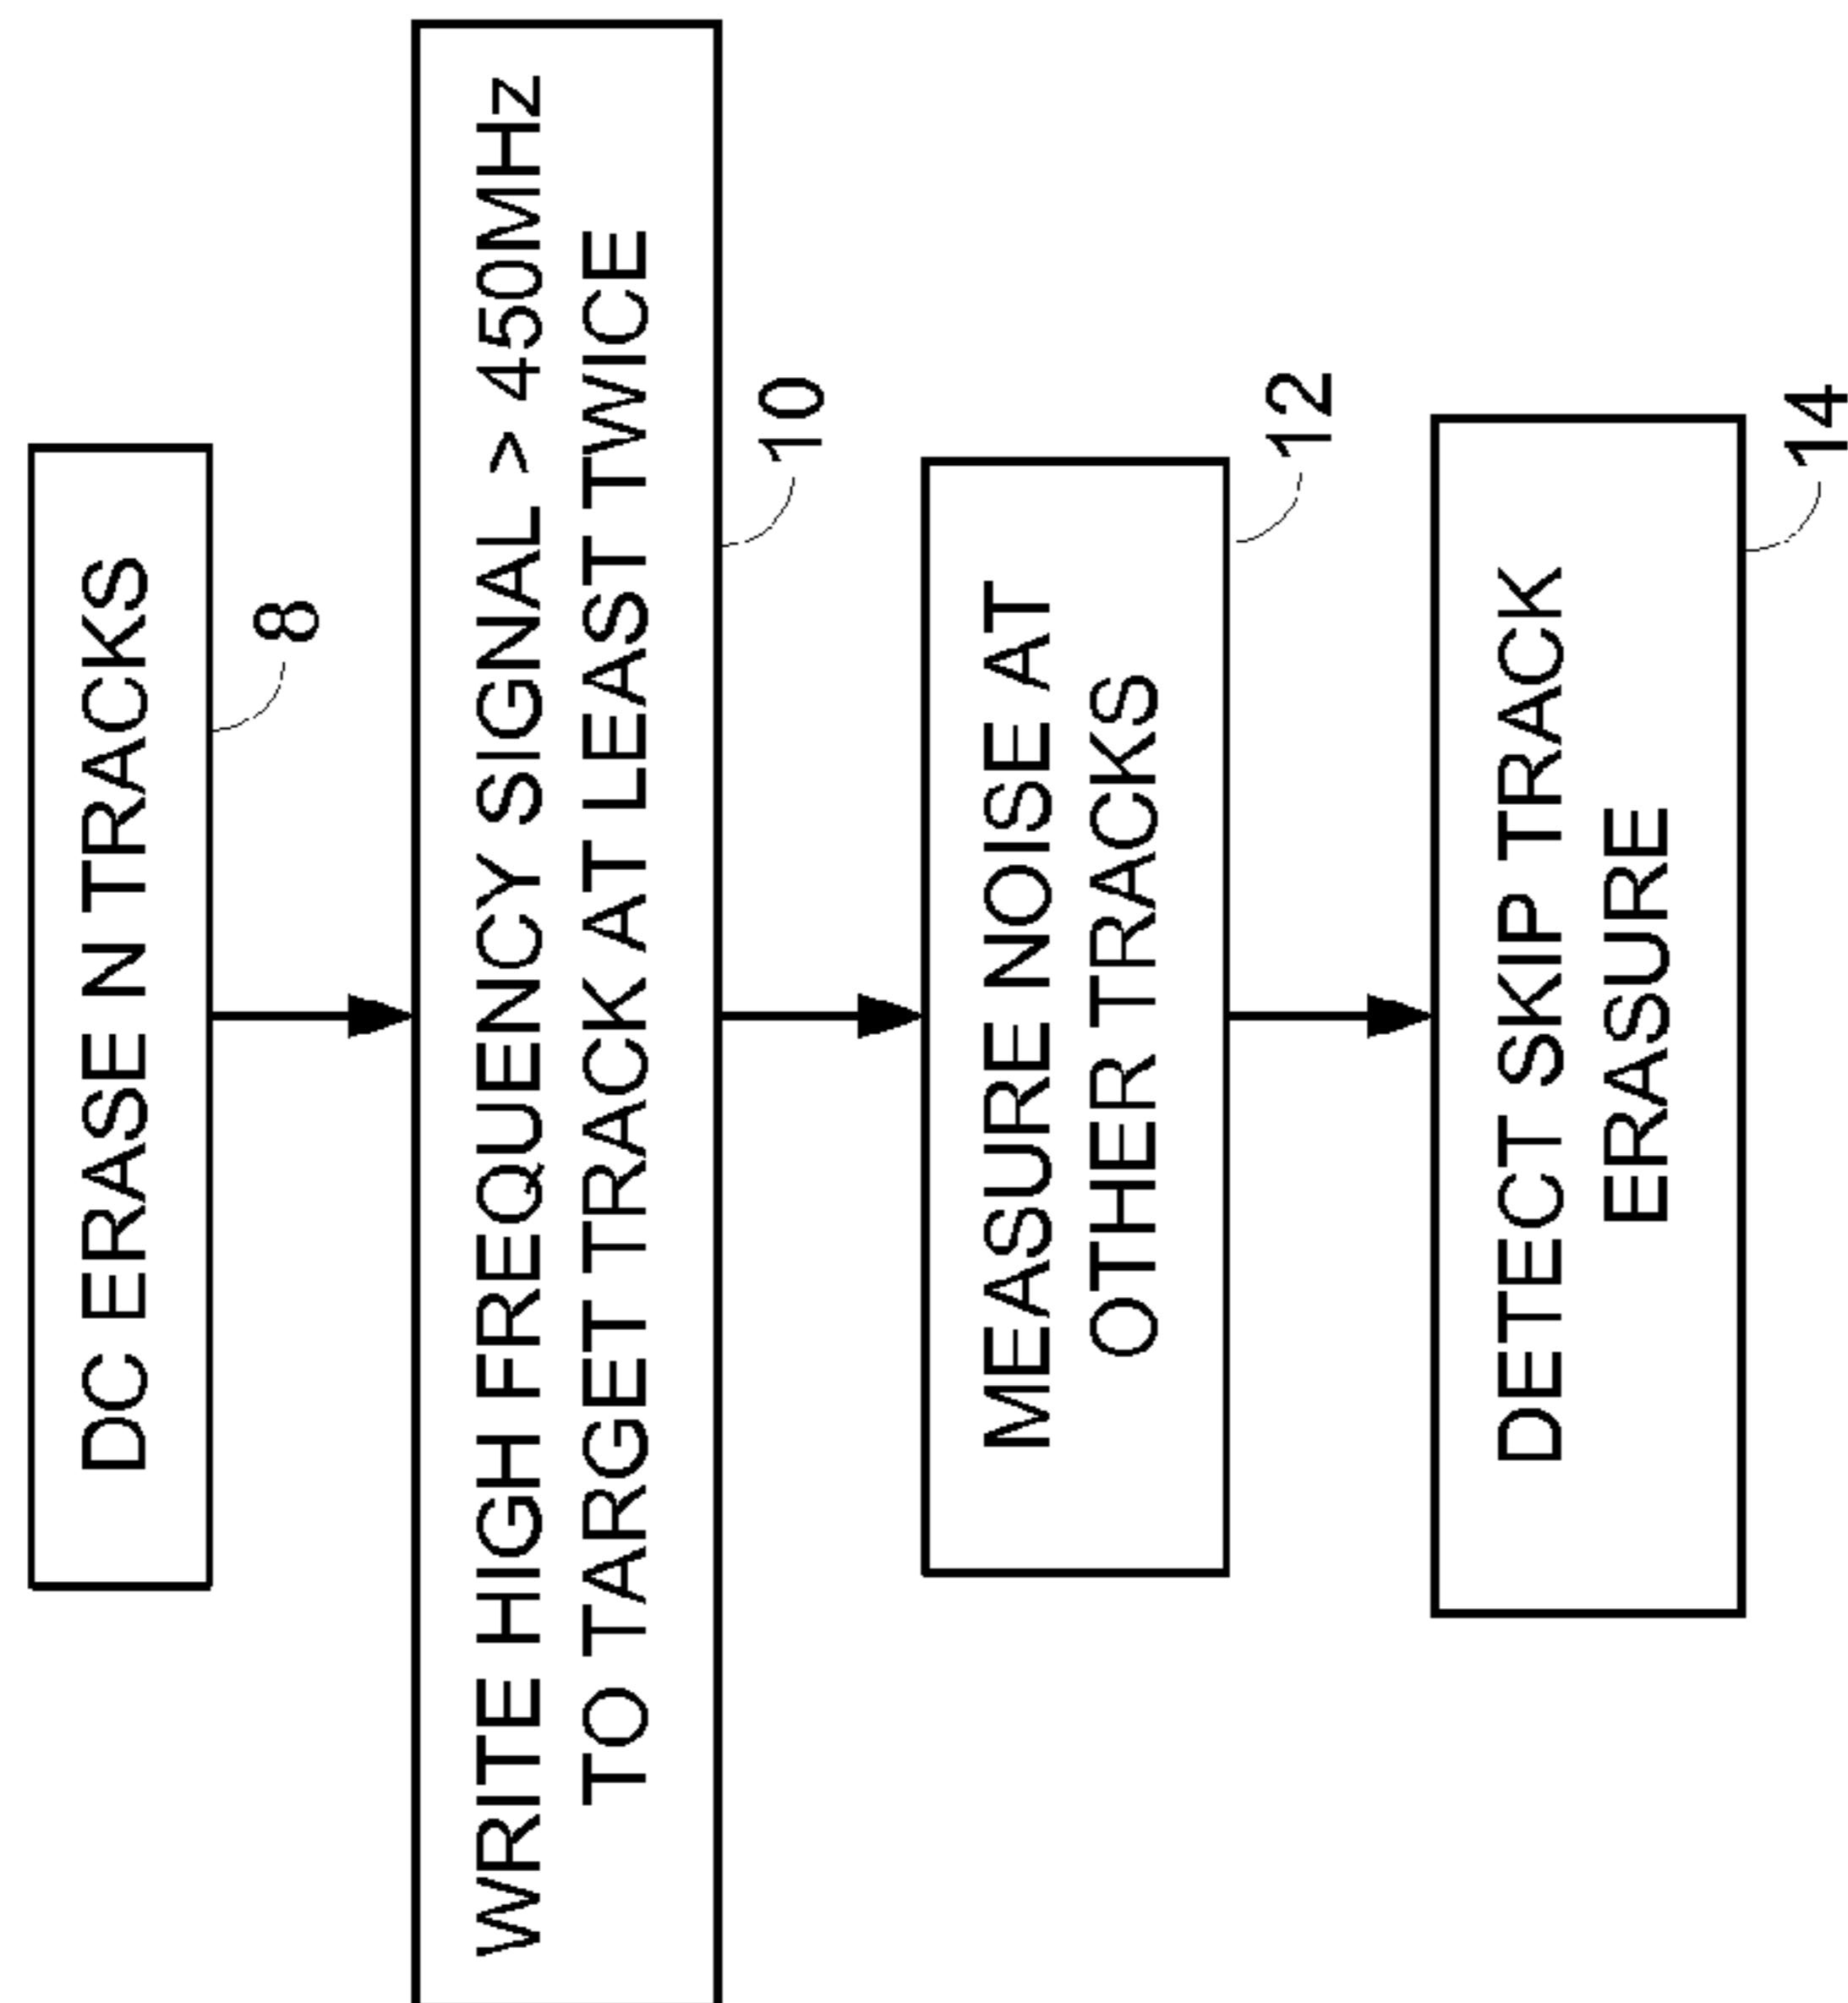 DC ERASE N TRACKS
8
WRITE HIGH FREQUENCY SIGNAL > 450MHz
TO TARGET TRACK AT LEAST TWICE
10
MEASURE NOISE AT
OTHER TRACKS
12
DETECT SKIP TRACK
ERASURE
14